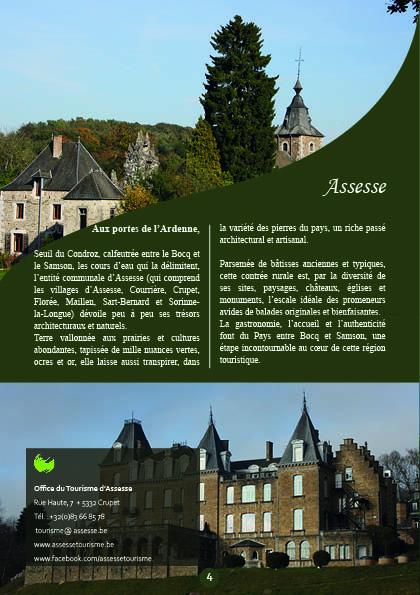 Assesse
Aux portes de l'Ardenne,
Seuil du Condroz, calfeutrée entre le Bocq et
le Samson, les cours d'eau qui la délimitent,
l'entité communale d'Assesse (qui comprend
les villages d'Assesse, Courrière, Crupet,
Florée, Maillen, Sart-Bernard et Sorinne-
la-Longue) dévoile peu à peu ses trésors
architecturaux et naturels.
Terre vallonnée aux prairies et cultures
abondantes, tapissée de mille nuances vertes,
ocres et or, elle laisse aussi transpirer, dans
la variété des pierres du pays, un riche passé
architectural et artisanal.
Parsemée de bâtisses anciennes et typiques,
cette contrée rurale est, par la diversité de
ses sites, paysages, châteaux, églises et
monuments, l'escale idéale des promeneurs
avides de balades originales et bienfaisantes.
La gastronomie, l'accueil et l'authenticité
font du Pays entre Bocq et Samson, une
étape incontournable au cœur de cette région
touristique.
Office du Tourisme d'Assesse
Rue Haute, 7 + 5332 Crupet
Tél. : +32(0)83 66 85 78
tourisme@ assesse.be
www.assessetourisme.be
www.facebook.com/assessetourisme
4